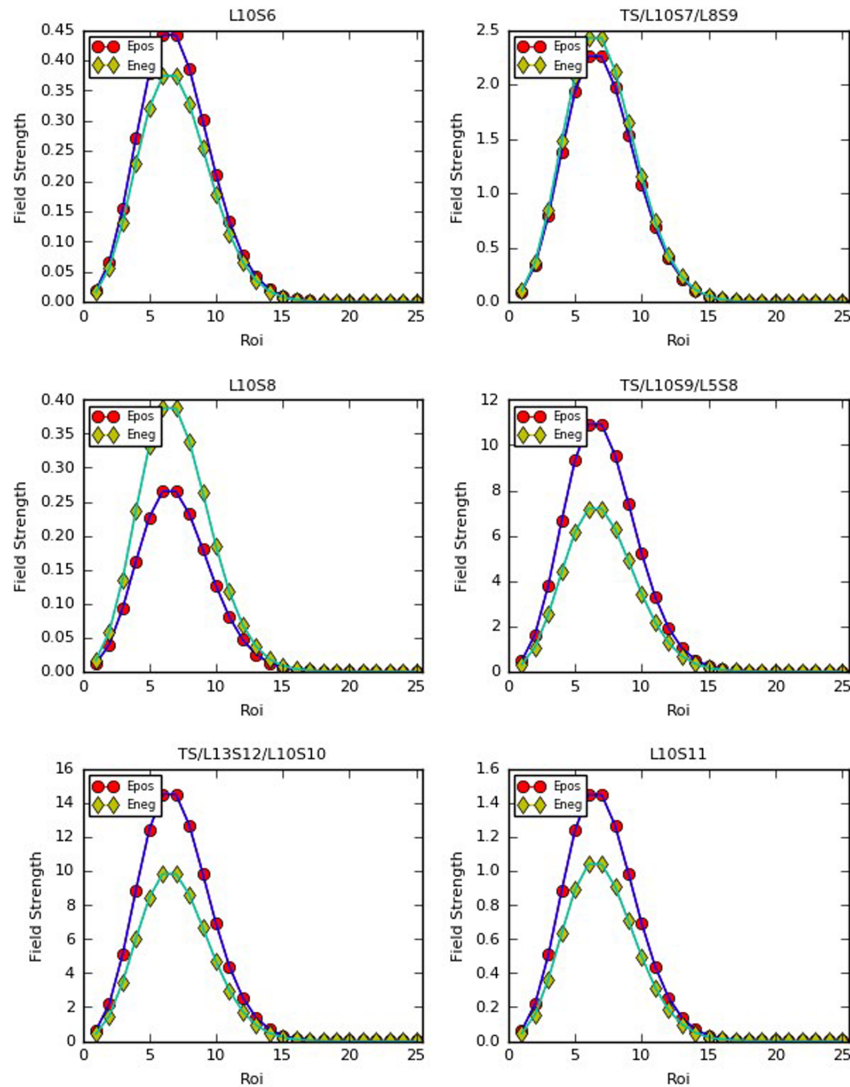 L10S6
0.45
0.40
0.35
0.30
0.25
0.20
0.15
0.10
0.05
0.00
Field Strength
Epos
Eneg
0 5 10 15 20 25
Roi
TS/L10S7/L8S9
2.5
2.0
1.5
1.0
0.5
0.0
Field Strength
Epos
Eneg
0 5 10 15 20 25
Roi
L10S8
0.40
0.35
0.30
0.25
0.20
0.15
0.10
0.05
0.00
Field Strength
Epos
Eneg
0 5 10 15 20 25
Roi
TS/L10S9/L5S8
12
10
8
6
4
2
0
Field Strength
Epos
Eneg
0 5 10 15 20 25
Roi
TS/L13S12/L10S10
16
14
12
10
8
6
4
2
0
Field Strength
Epos
Eneg
0 5 10 15 20 25
Roi
L10S11
1.6
1.4
1.2
1.0
0.8
0.6
0.4
0.2
0.0
Field Strength
Epos
Eneg
0 5 10 15 20 25
Roi